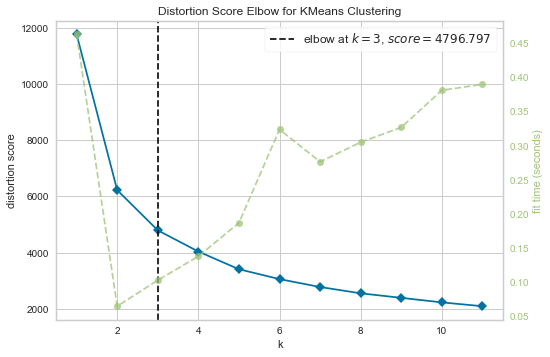 Distortion Score Elbow for KMeans Clustering
elbow at k = 3, score = 4796.797
distortion score
12000
10000
8000
6000
4000
2000
0.45
0.40
0.35
0.30
0.25
0.20
0.15
0.10
0.05
fit time (seconds)
2 4 6 8 10
k